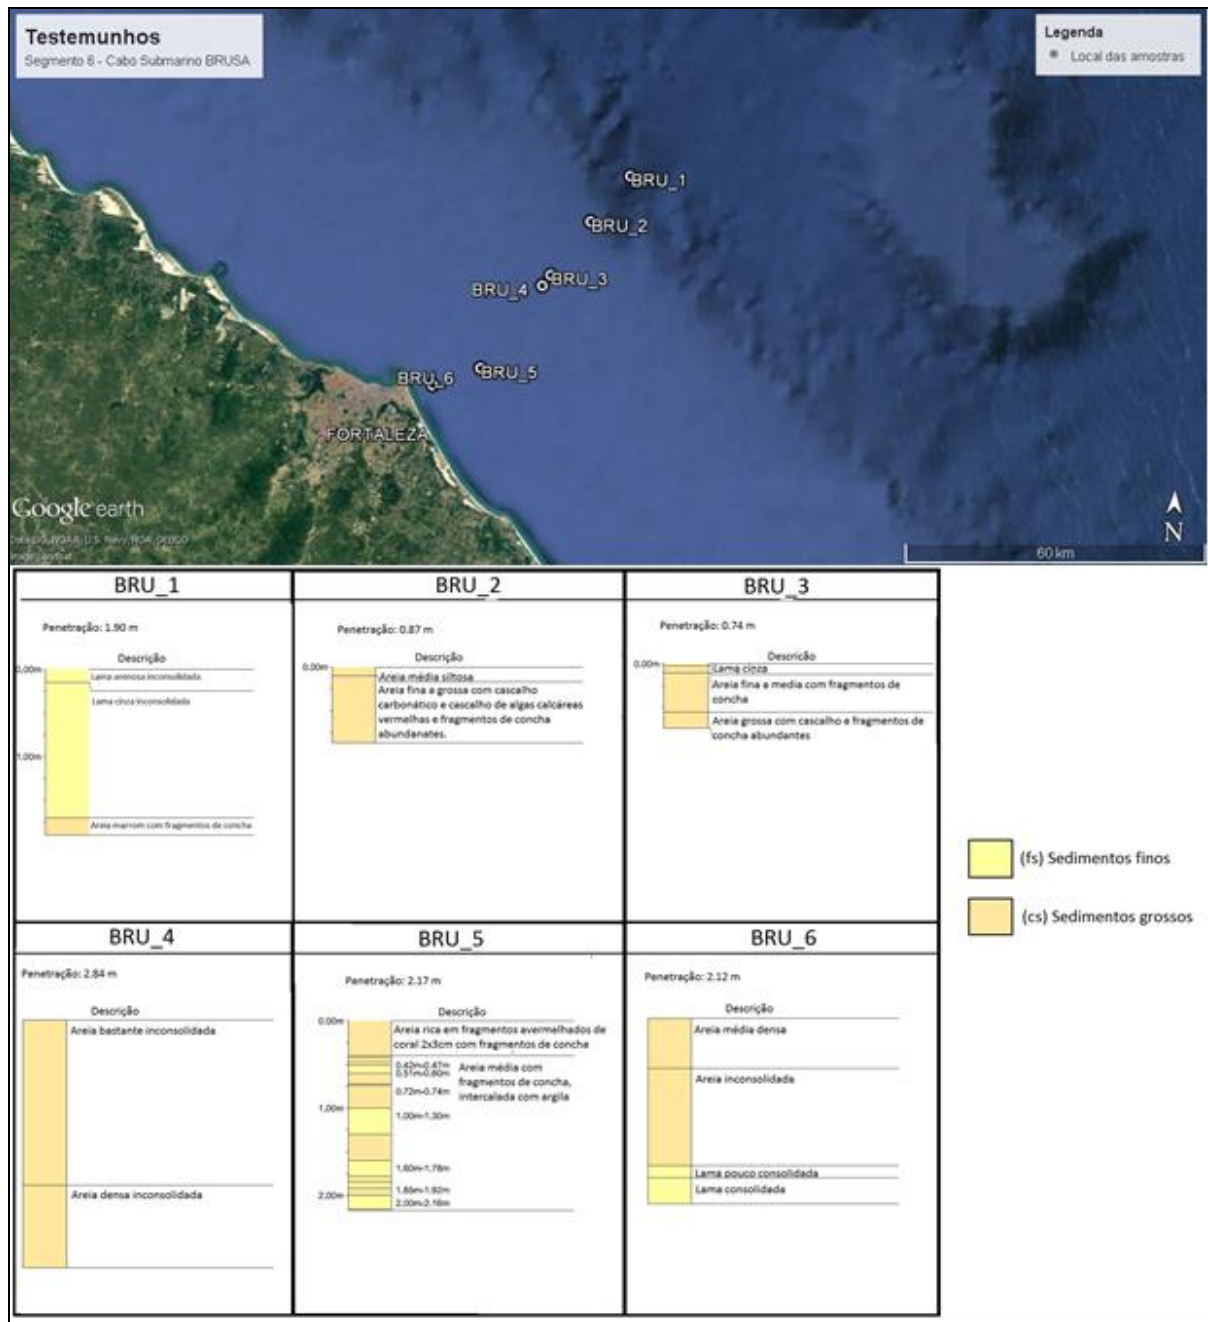 Testemunhos
Segmento 6 - Cabo Submarino BRUSA
Legenda
Local das amostras
BRU_1
BRU_2
BRU_3
BRU_4
BRU_5
BRU_6
FORTALEZA
Google earth
N
60 km
BRU_1
Penetração: 1.90 m
Descrição
0.00m
Lama arenosa inconsolidada
Lama cinza inconsolidada
1.00m
Areia marrom com fragmentos de concha
BRU_2
Penetração: 0.87 m
Descrição
0.00m
Areia média siltosa
Areia fina a grossa com cascalho
carbonático e cascalho de algas calcáreas
vermelhas e fragmentos de concha
abundanates.
BRU_3
Penetração: 0.74 m
Descrição
0.00m
Lama cinza
Areia fina a media com fragmentos de
concha
Areia grossa com cascalho e fragmentos de
concha abundantes
(fs) Sedimentos finos
(cs) Sedimentos grossos
BRU_4
Penetração: 2.84 m
Descrição
Areia bastante inconsolidada
Areia densa inconsolidada
BRU_5
Penetração: 2.17 m
Descrição
0.00m
Areia rica em fragmentos avermelhados de
coral 2x3cm com fragmentos de concha
0.42m-0.47m
0.51m-0.60m
0.72m-0.74m
Areia média com
fragmentos de concha,
intercalada com argila
1.00m
1.00m-1.30m
1.60m-1.78m
1.86m-1.92m
2.00m
2.00m-2.16m
BRU_6
Penetração: 2.12 m
Descrição
Areia média densa
Areia inconsolidada
Lama pouco consolidada
Lama consolidada